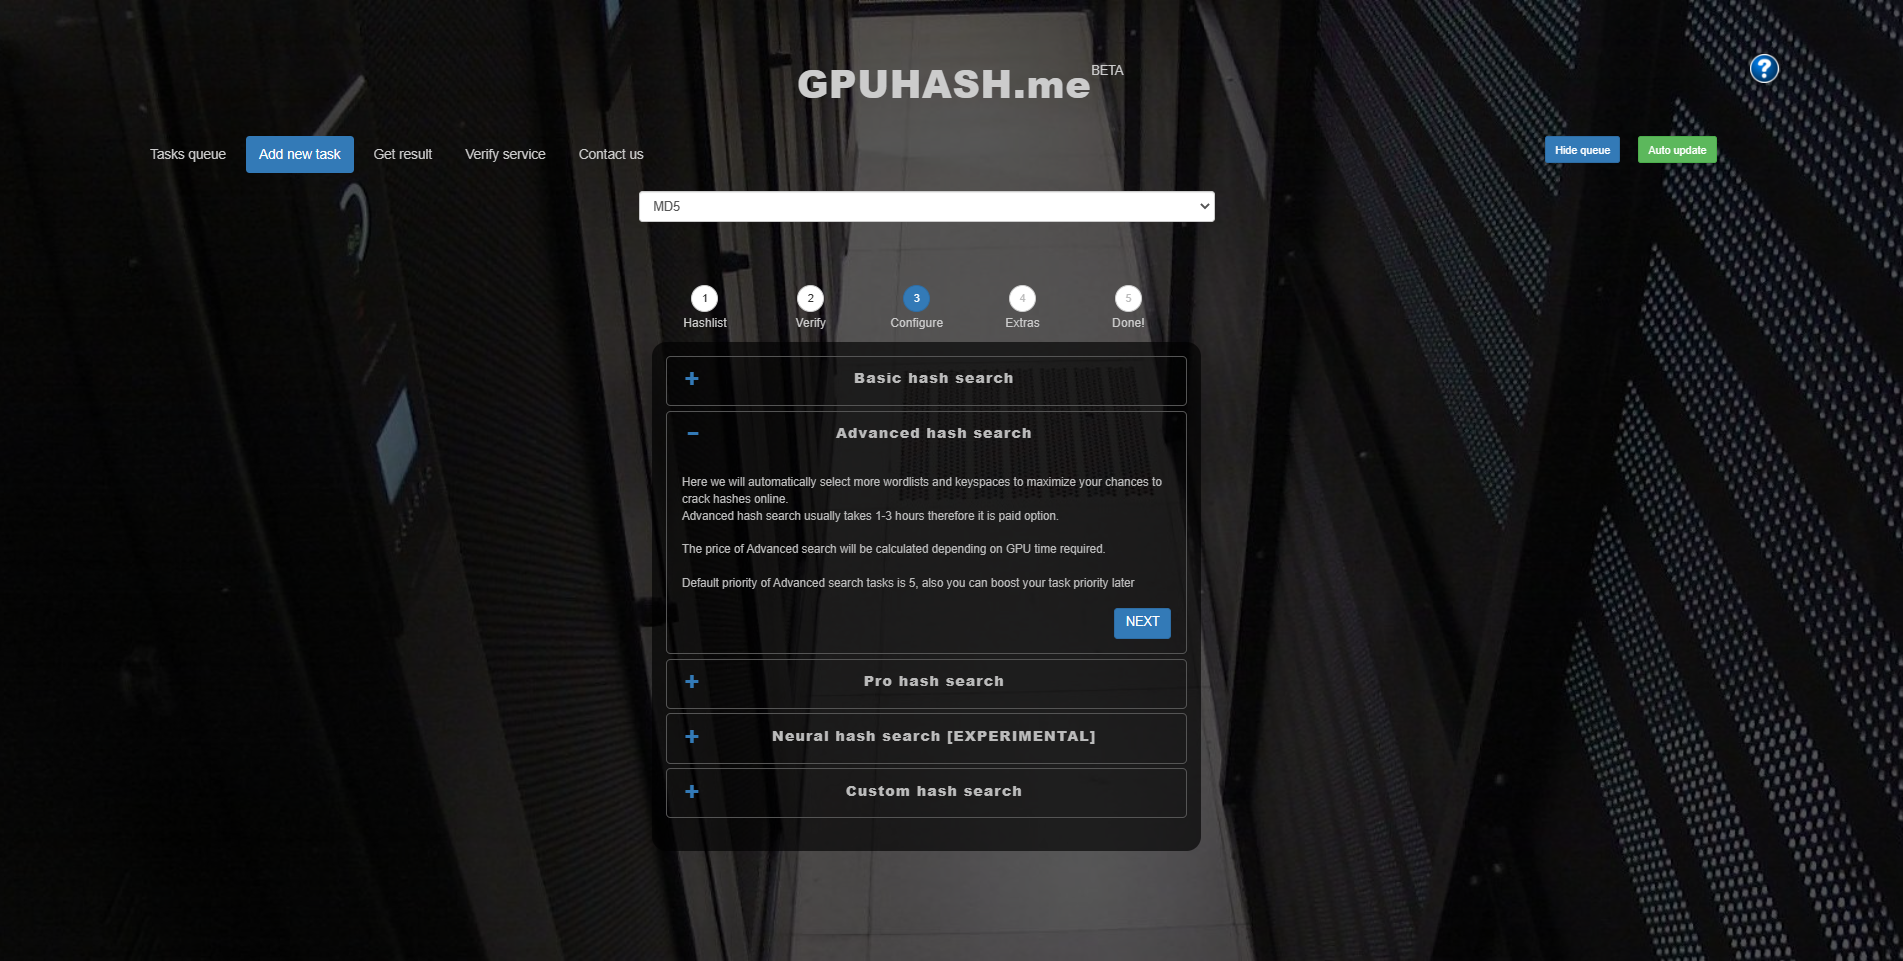 GPUHASH.me BETA
?
Tasks queue
Add new task
Get result
Verify service
Contact us
Hide queue
Auto update
MD5
1
Hashlist
2
Verify
3
Configure
4
Extras
5
Done!
+ Basic hash search
− Advanced hash search
Here we will automatically select more wordlists and keyspaces to maximize your chances to
crack hashes online.
Advanced hash search usually takes 1-3 hours therefore it is paid option.
The price of Advanced search will be calculated depending on GPU time required.
Default priority of Advanced search tasks is 5, also you can boost your task priority later
NEXT
+ Pro hash search
+ Neural hash search [EXPERIMENTAL]
+ Custom hash search